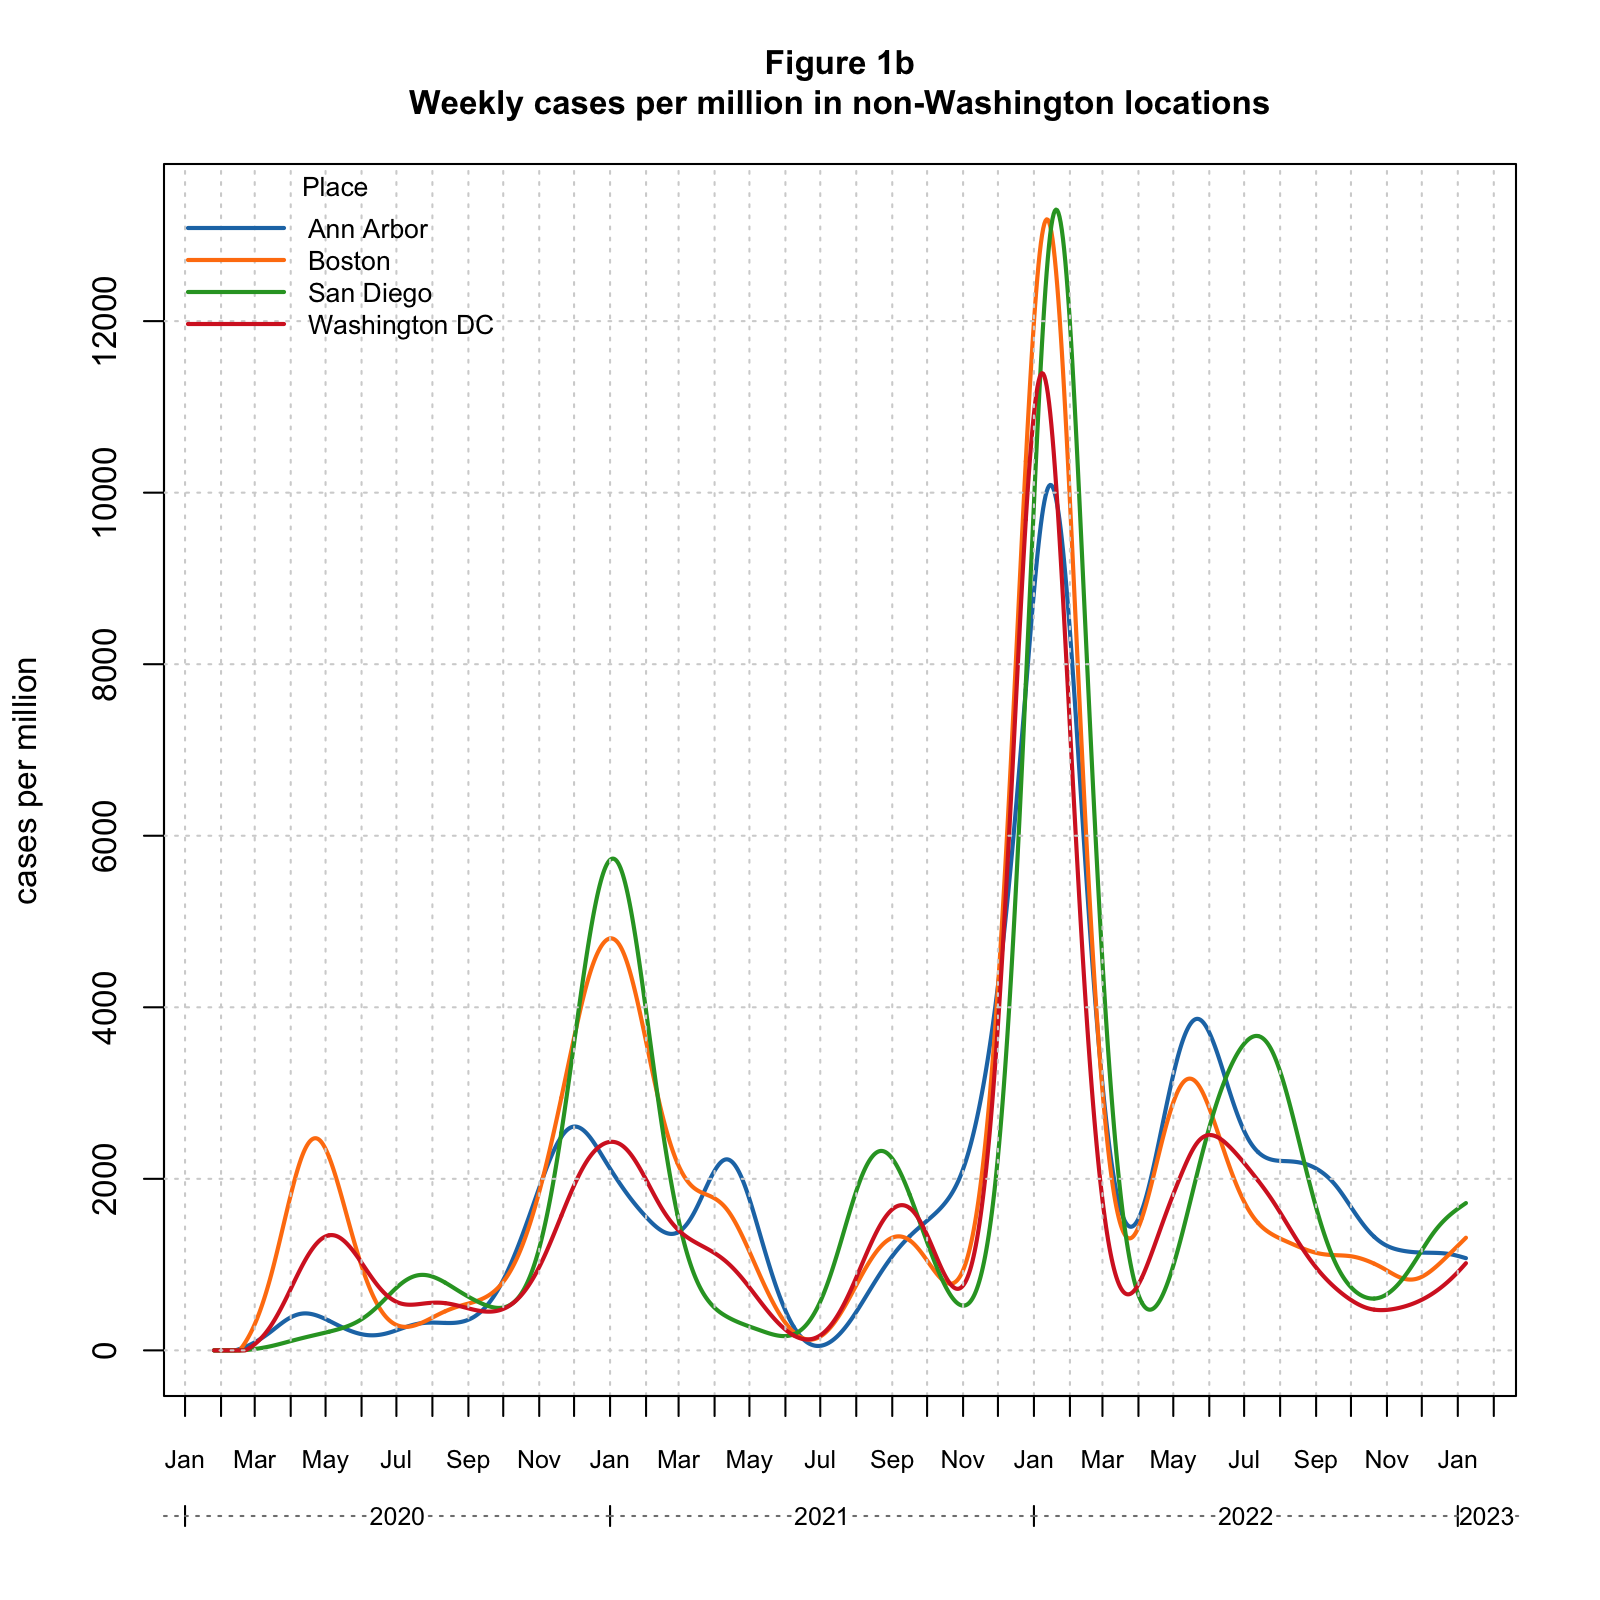 Figure 1b
Weekly cases per million in non-Washington locations
Place
Ann Arbor
Boston
San Diego
Washington DC
cases per million
12000
10000
8000
6000
4000
2000
0
Jan Mar May Jul Sep Nov Jan Mar May Jul Sep Nov Jan Mar May Jul Sep Nov Jan
2020 2021 2022 2023